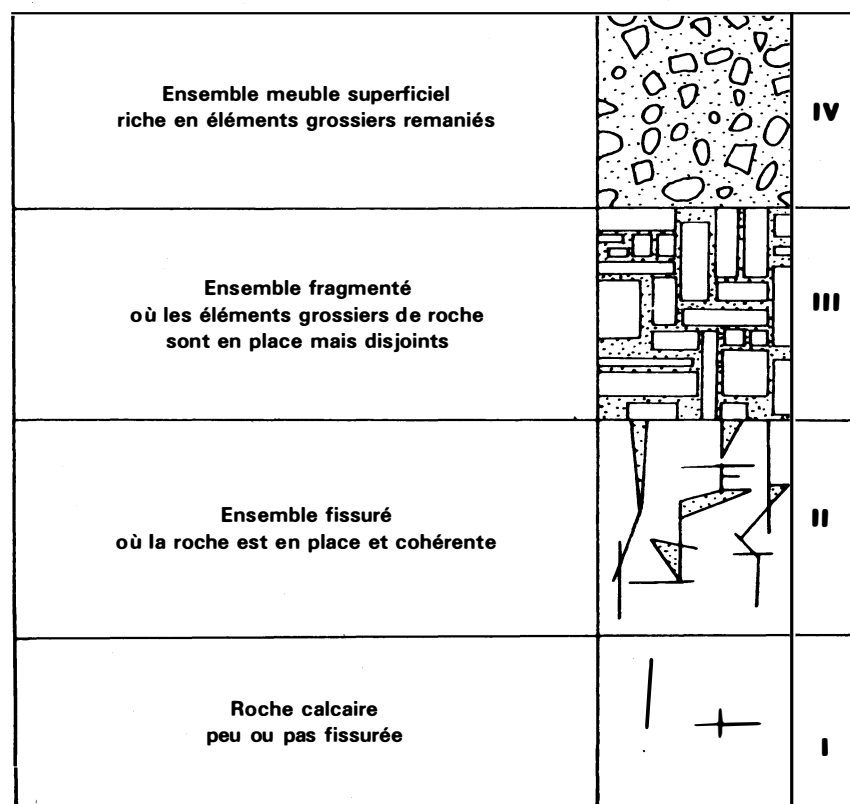 Ensemble meuble superficiel
riche en éléments grossiers remaniés
IV
Ensemble fragmenté
où les éléments grossiers de roche
sont en place mais disjoints
III
Ensemble fissuré
où la roche est en place et cohérente
II
Roche calcaire
peu ou pas fissurée
I